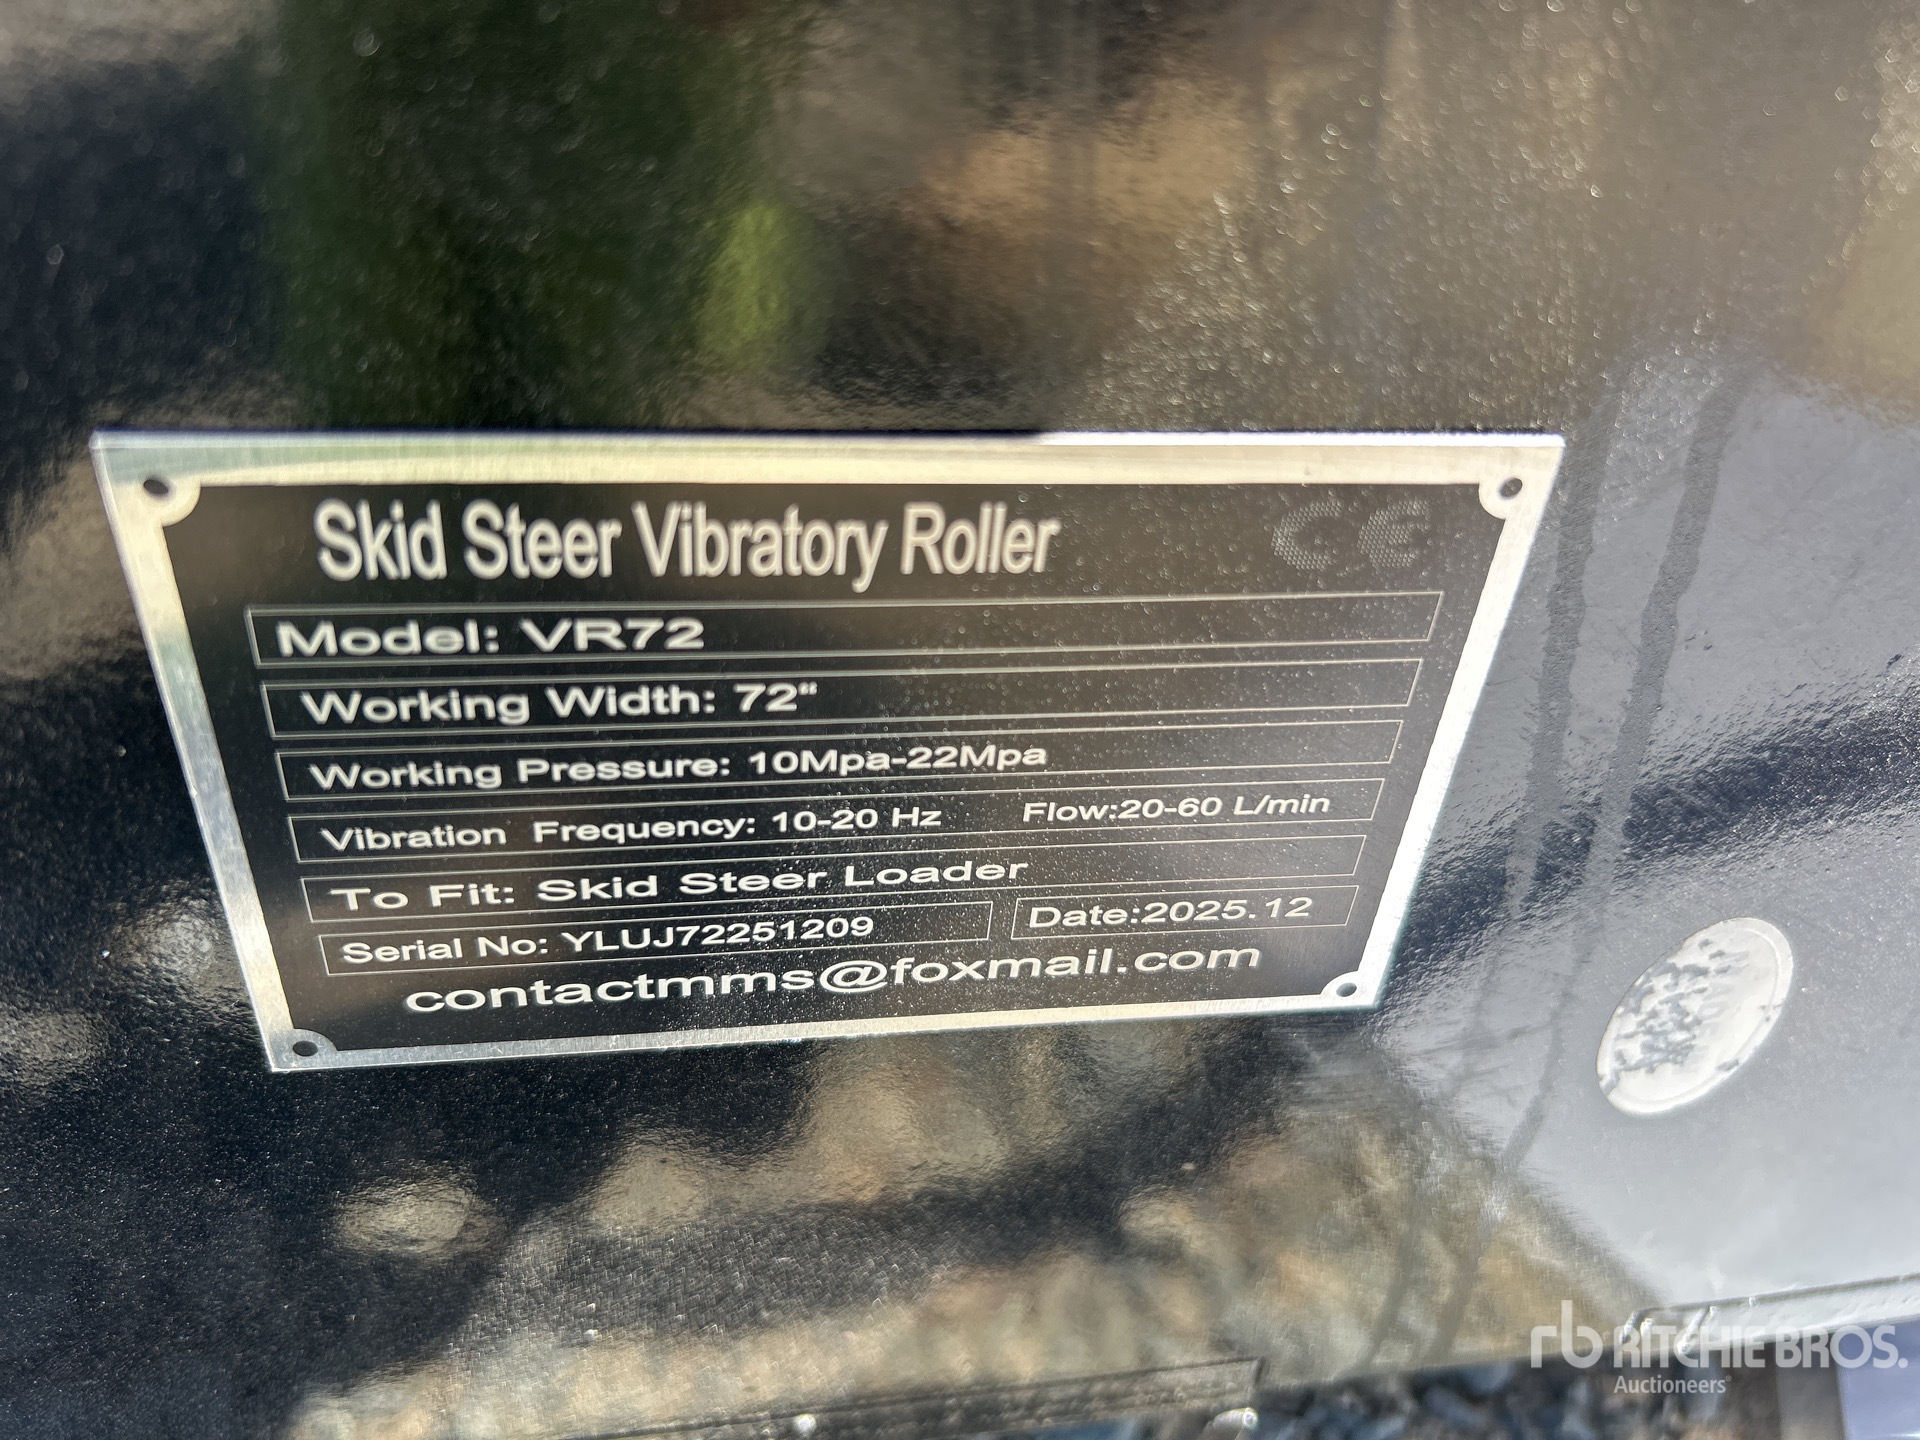 Skid Steer Vibratory Roller CE
Model: VR72
Working Width: 72"
Working Pressure: 10Mpa-22Mpa
Vibration Frequency: 10-20 Hz Flow:20-60 L/min
To Fit: Skid Steer Loader
Serial No: YLUJ72251209 Date:2025.12
contactmms@foxmail.com
rb RITCHIE BROS.
Auctioneers